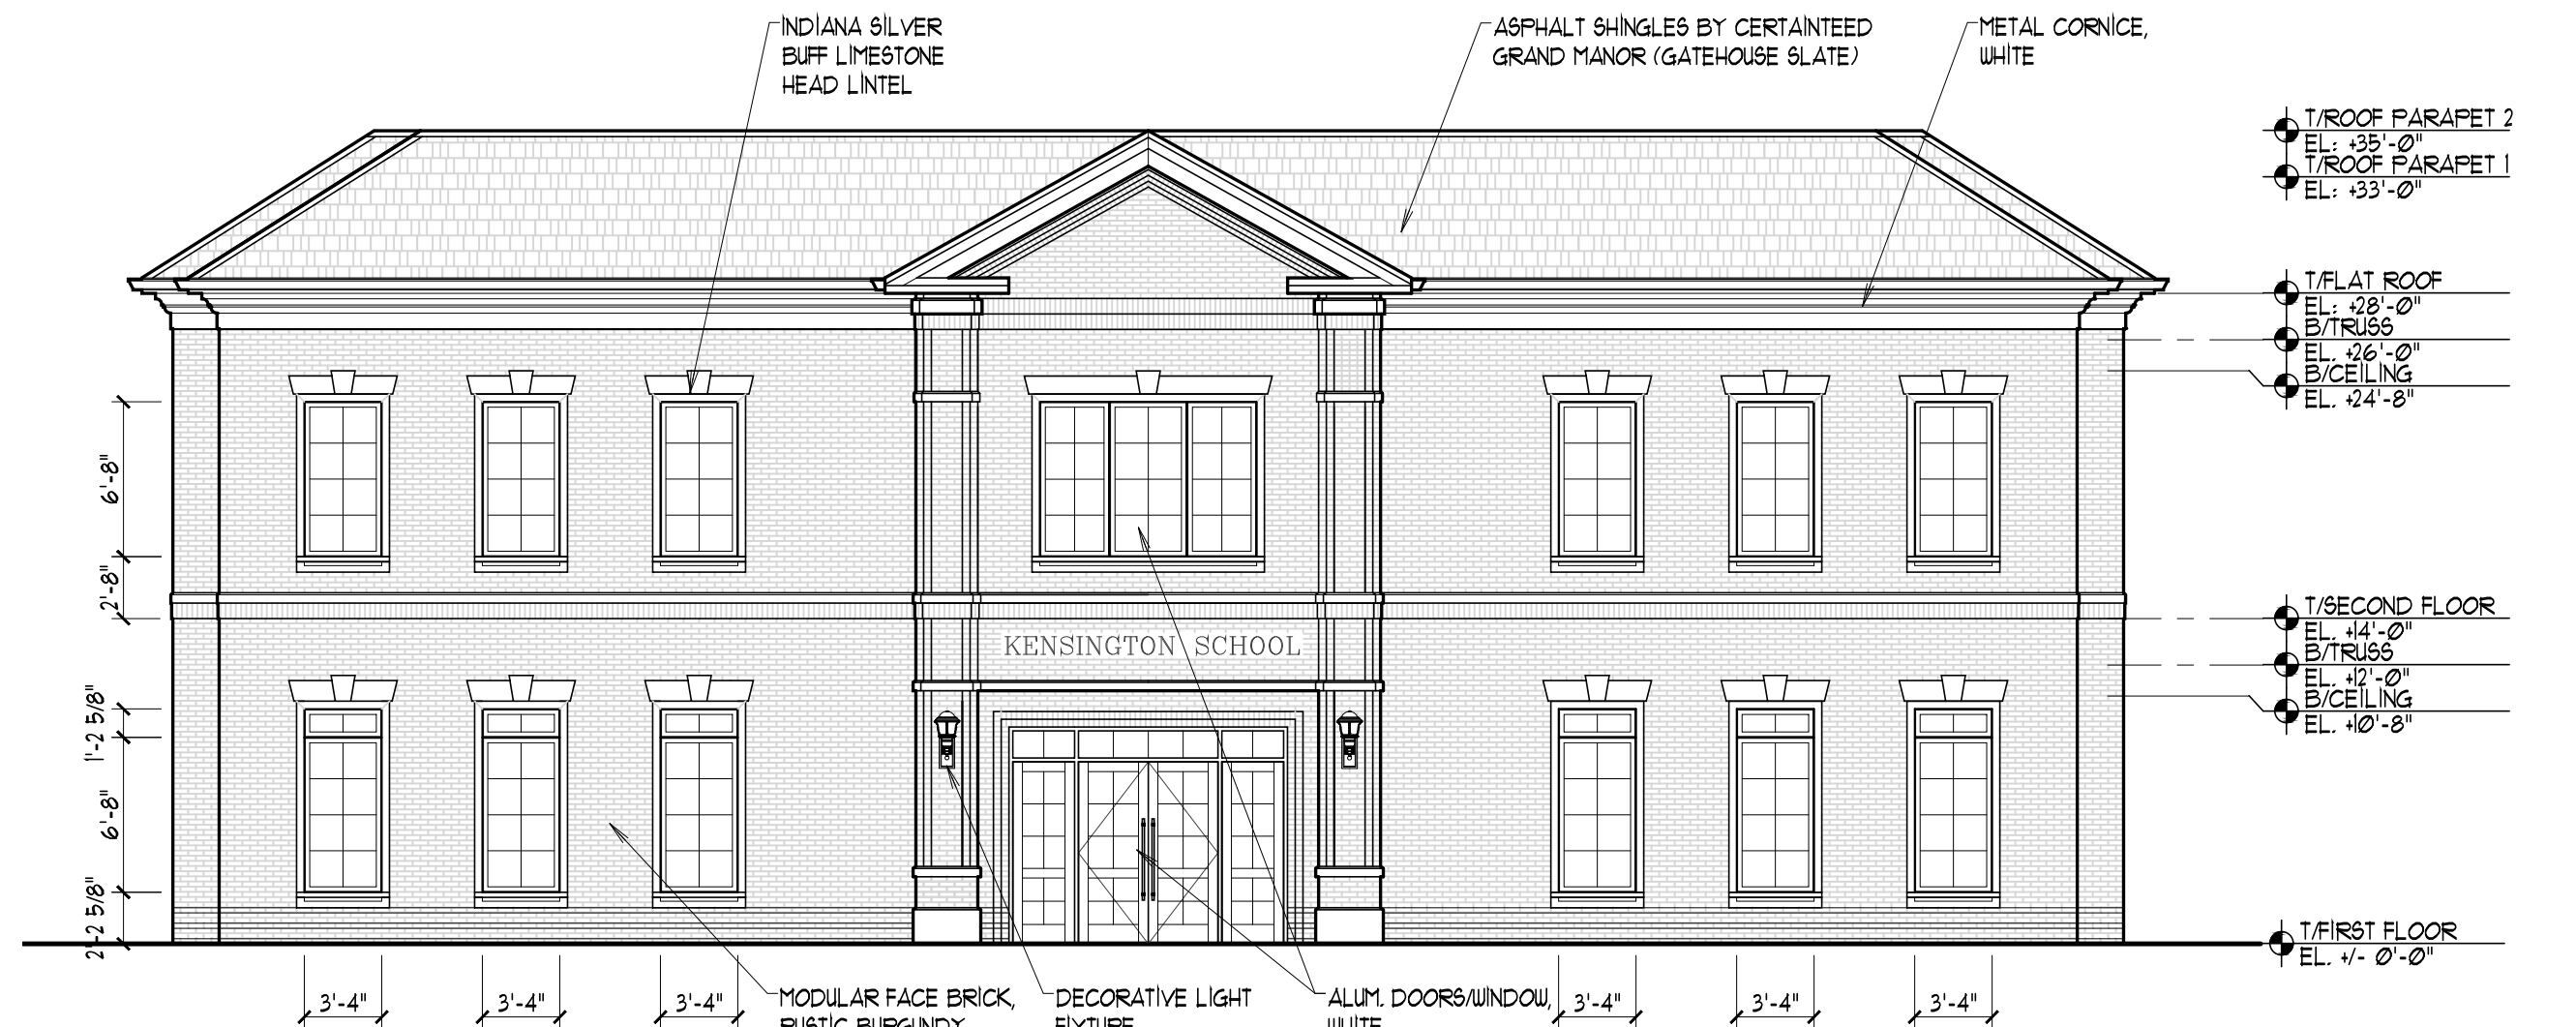 INDIANA SILVER
BUFF LIMESTONE
HEAD LINTEL
ASPHALT SHINGLES BY CERTAINTEED
GRAND MANOR (GATEHOUSE SLATE)
METAL CORNICE,
WHITE
T/ROOF PARAPET 2
EL: +35'-0"
T/ROOF PARAPET 1
EL: +33'-0"
T/FLAT ROOF
EL: +28'-0"
B/TRUSS
EL. +26'-0"
B/CEILING
EL. +24'-8"
6'-8"
2'-8"
T/SECOND FLOOR
EL. +14'-0"
B/TRUSS
EL. +12'-0"
B/CEILING
EL. +10'-8"
KENSINGTON SCHOOL
1'-2 5/8"
6'-8"
2'-2 5/8"
T/FIRST FLOOR
EL. +/- 0'-0"
3'-4"
3'-4"
3'-4"
MODULAR FACE BRICK,
RUSTIC BURGUNDY
DECORATIVE LIGHT
FIXTURE
ALUM. DOORS/WINDOW,
WHITE
3'-4"
3'-4"
3'-4"